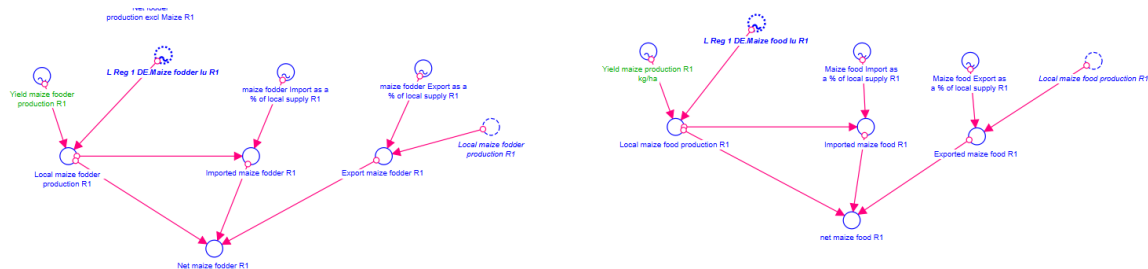 Net fodder
production excl Maize R1
L Reg 1 DE.Maize fodder lu R1
Yield maize fooder
production R1
maize fodder Import as a
% of local supply R1
maize fodder Export as a
% of local supply R1
Local maize fodder
production R1
Local maize fodder
production R1
Imported maize fodder R1
Export maize fodder R1
Net maize fodder R1
L Reg 1 DE.Maize food lu R1
Yield maize production R1
kg/ha
Maize food Import as
a % of local supply R1
Maize food Export as
a % of local supply R1
Local maize food production R1
Local maize food production R1
Imported maize food R1
Exported maize food R1
net maize food R1